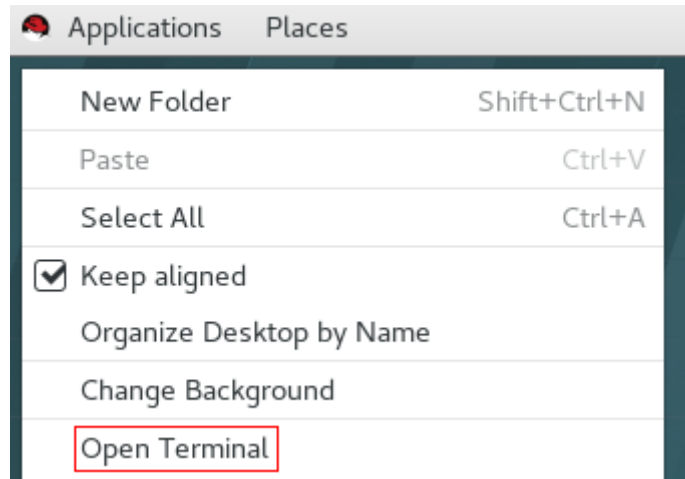 Applications Places
New Folder Shift+Ctrl+N
Paste Ctrl+V
Select All Ctrl+A
Keep aligned
Organize Desktop by Name
Change Background
Open Terminal